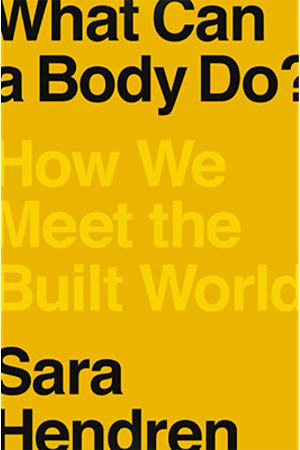 What Can
a Body Do?
How We
Meet the
Built World
Sara
Hendren